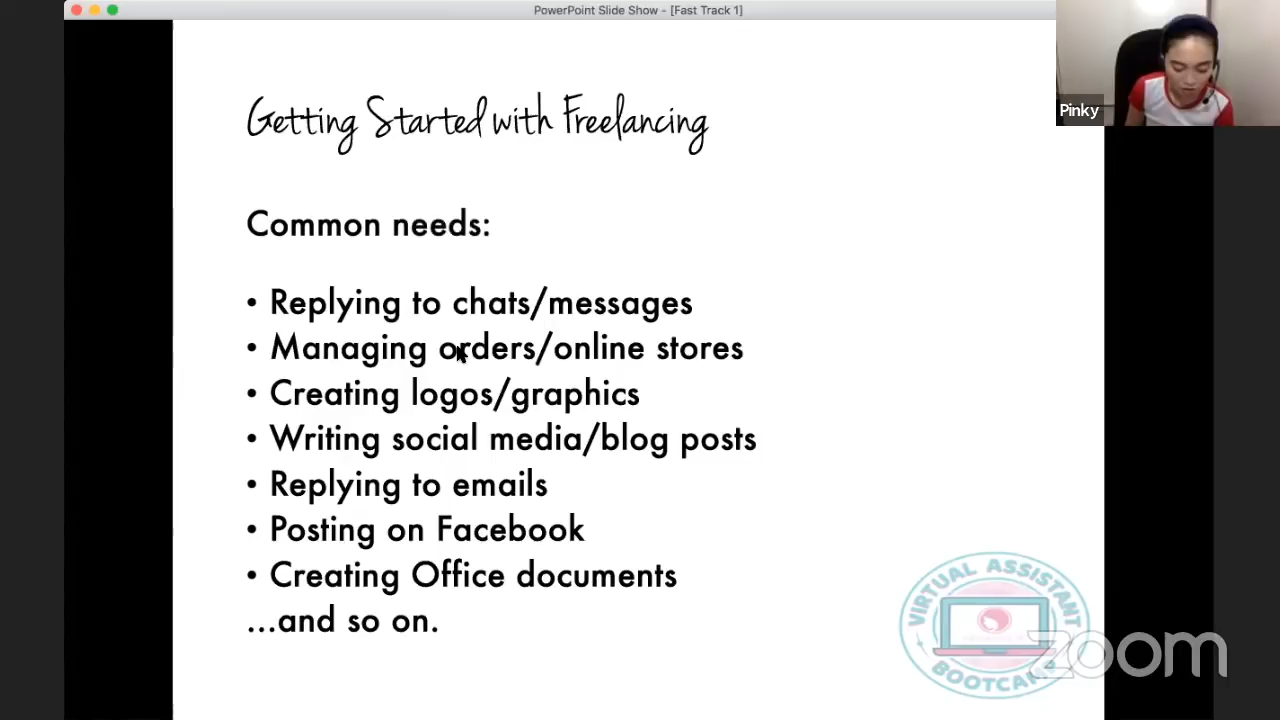 PowerPoint Slide Show - [Fast Track 1]
Pinky
Getting Started with Freelancing
Common needs:
• Replying to chats/messages
• Managing orders/online stores
• Creating logos/graphics
• Writing social media/blog posts
• Replying to emails
• Posting on Facebook
• Creating Office documents
...and so on.
VIRTUAL ASSISTANT
BOOTCAMP
zoom